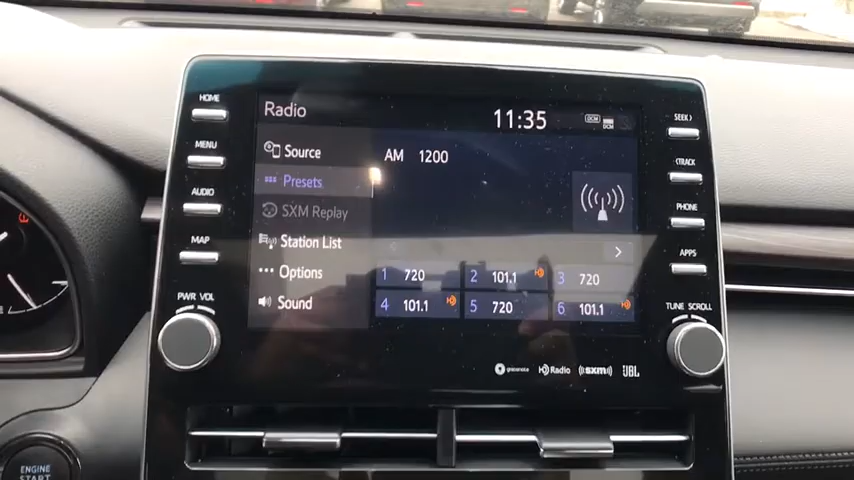 HOME
MENU
AUDIO
MAP
PWR VOL
Radio
11:35
DCM
DCM
Source
AM 1200
Presets
SXM Replay
Station List
Options
Sound
1 720
2 101.1
3 720
4 101.1
5 720
6 101.1
SEEK >
< TRACK
PHONE
APPS
TUNE SCROLL
gracenote
HD Radio
((SXM))
JBL
ENGINE
START